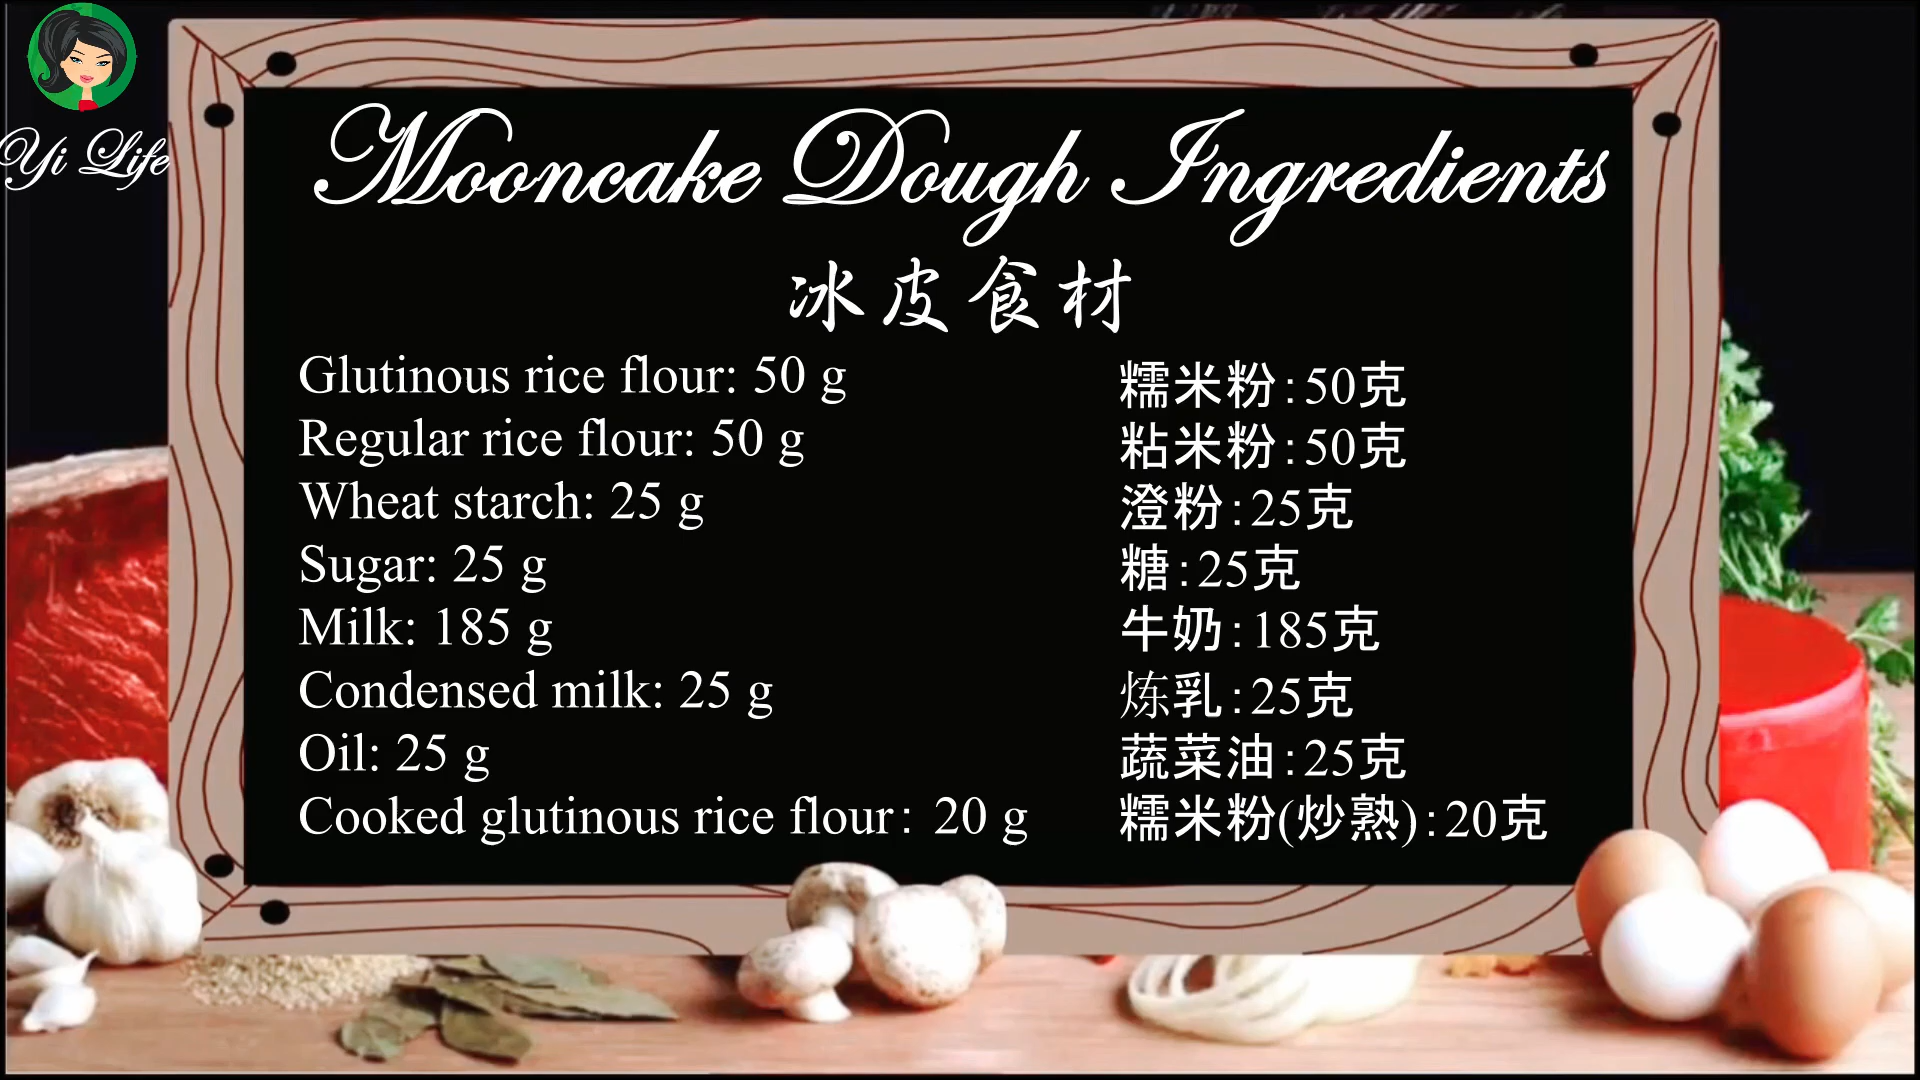 Yi Life
Mooncake Dough Ingredients
冰皮食材
Glutinous rice flour: 50 g
Regular rice flour: 50 g
Wheat starch: 25 g
Sugar: 25 g
Milk: 185 g
Condensed milk: 25 g
Oil: 25 g
Cooked glutinous rice flour: 20 g
糯米粉:50克
粘米粉:50克
澄粉:25克
糖:25克
牛奶:185克
炼乳:25克
蔬菜油:25克
糯米粉(炒熟):20克